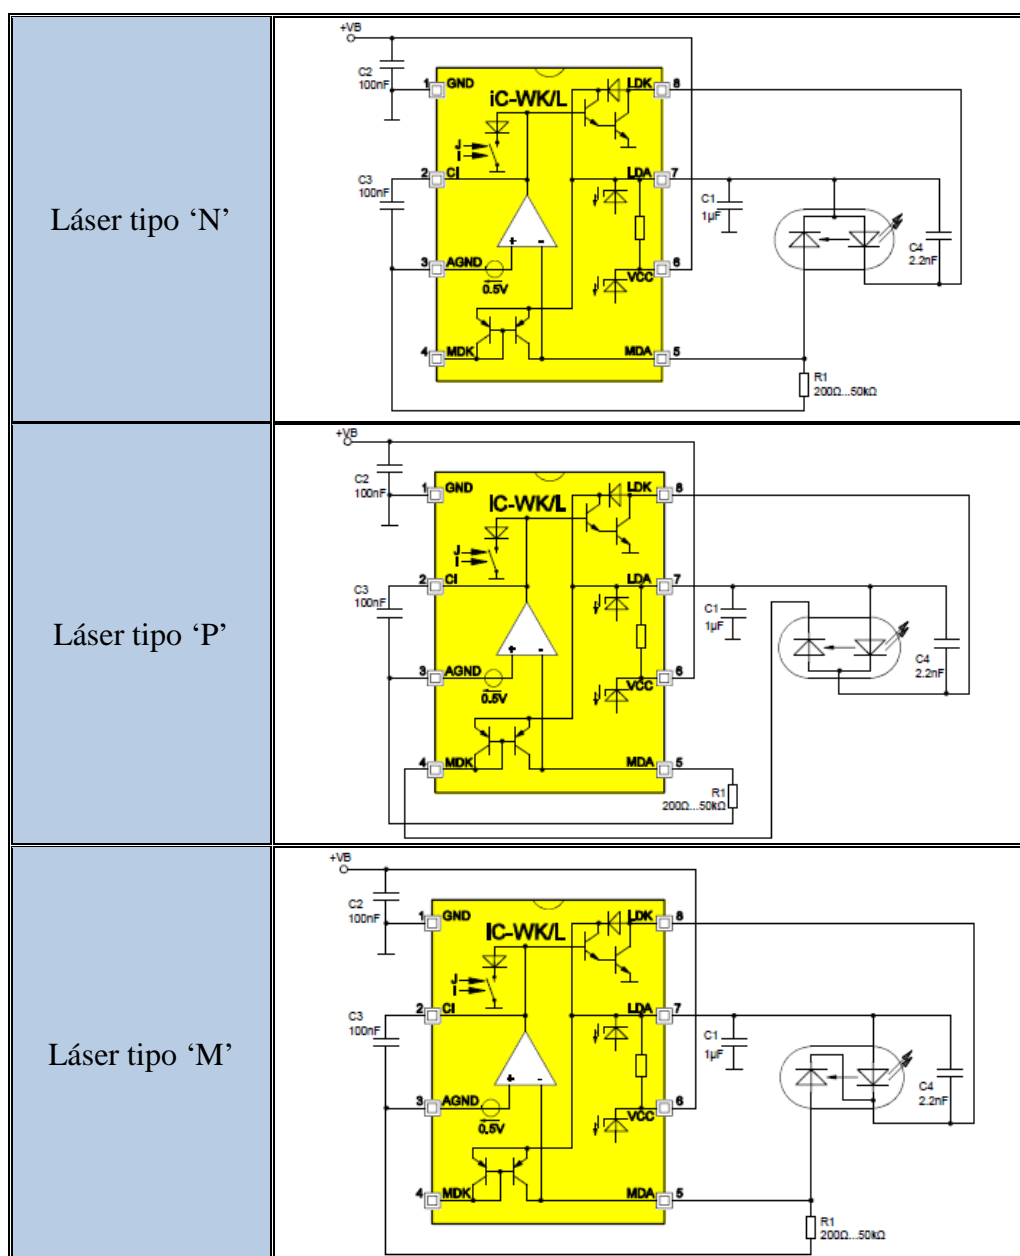 Láser tipo ‘N’
+VB
C2
100nF
1
GND
iC-WK/L
LDK
8
J
I
C3
100nF
2
CI
LDA
7
C1
1µF
+
-
C4
2.2nF
3
AGND
0.5V
VCC
6
4
MDK
MDA
5
R1
200Ω...50kΩ
Láser tipo ‘P’
+VB
C2
100nF
1
GND
iC-WK/L
LDK
8
J
I
C3
100nF
2
CI
LDA
7
C1
1µF
+
-
C4
2.2nF
3
AGND
0.5V
VCC
6
4
MDK
MDA
5
R1
200Ω...50kΩ
Láser tipo ‘M’
+VB
C2
100nF
1
GND
iC-WK/L
LDK
8
J
I
C3
100nF
2
CI
LDA
7
C1
1µF
+
-
C4
2.2nF
3
AGND
0.5V
VCC
6
4
MDK
MDA
5
R1
200Ω...50kΩ